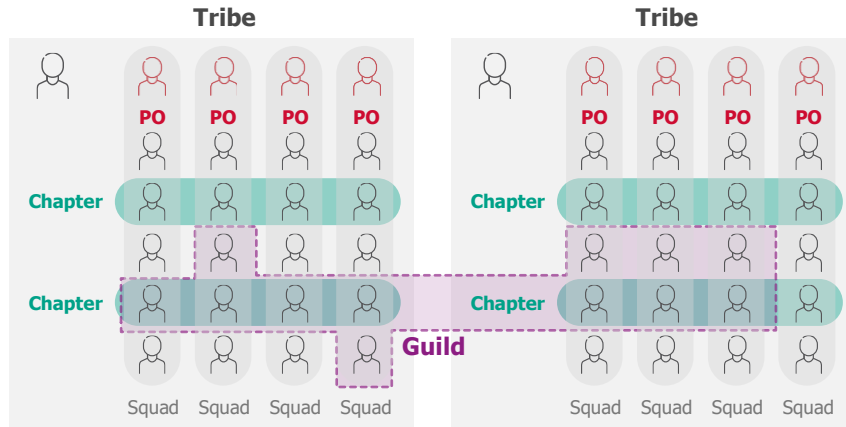 Tribe Tribe
PO PO PO PO PO PO PO PO
Chapter Chapter
Chapter Chapter
Guild
Squad Squad Squad Squad Squad Squad Squad Squad